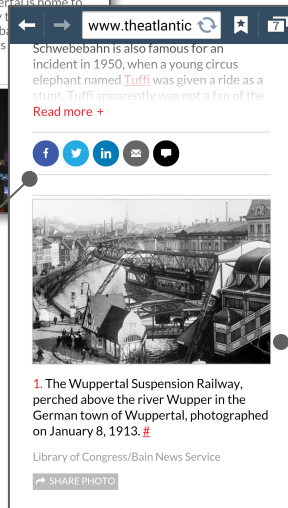 www.theatlantic
7
Schwebebahn is also famous for an
incident in 1950, when a young circus
elephant named Tuffi was given a ride as a
stunt. Tuffi apparently was not a fan of the
Read more +
1. The Wuppertal Suspension Railway,
perched above the river Wupper in the
German town of Wuppertal, photographed
on January 8, 1913. #
Library of Congress/Bain News Service
SHARE PHOTO